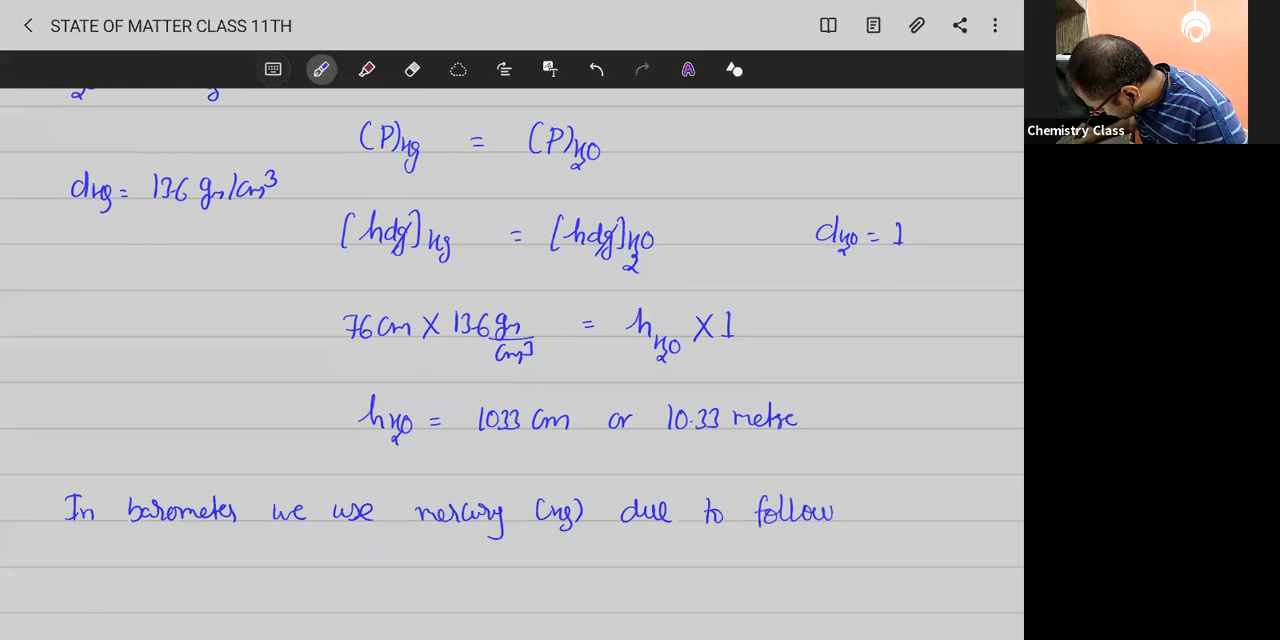 STATE OF MATTER CLASS 11TH
Chemistry Class
(P)Hg = (P)H2O
dHg = 13.6 gm/cm³
[hdg]Hg = [hdg]H2O dH2O = 1
76 cm X 13.6 gm/cm³ = hH2O X 1
hH2O = 1033 cm or 10.33 metre
In barometer we use mercury (Hg) due to follow